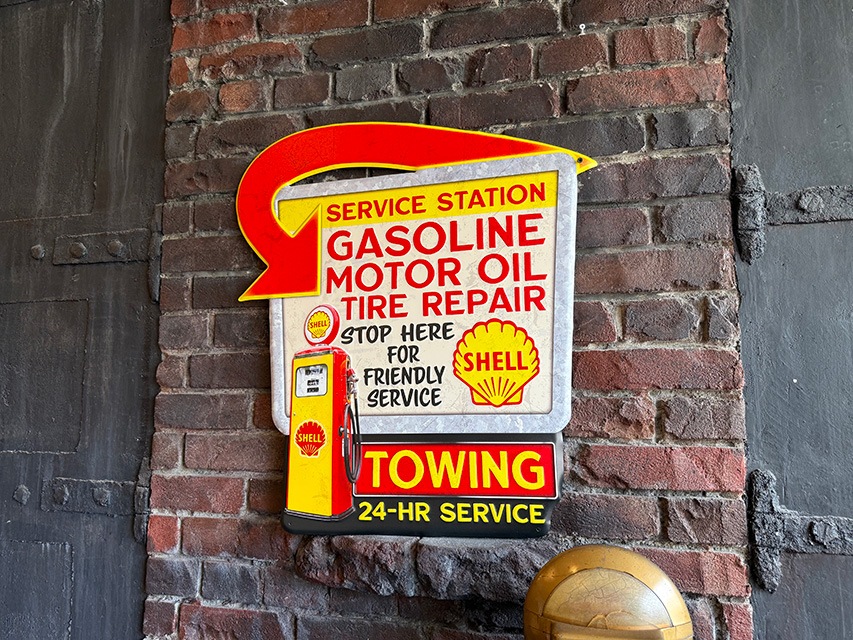 SERVICE STATION
GASOLINE
MOTOR OIL
TIRE REPAIR
SHELL
STOP HERE
FOR
FRIENDLY
SERVICE
SHELL
SHELL
TOWING
24-HR SERVICE